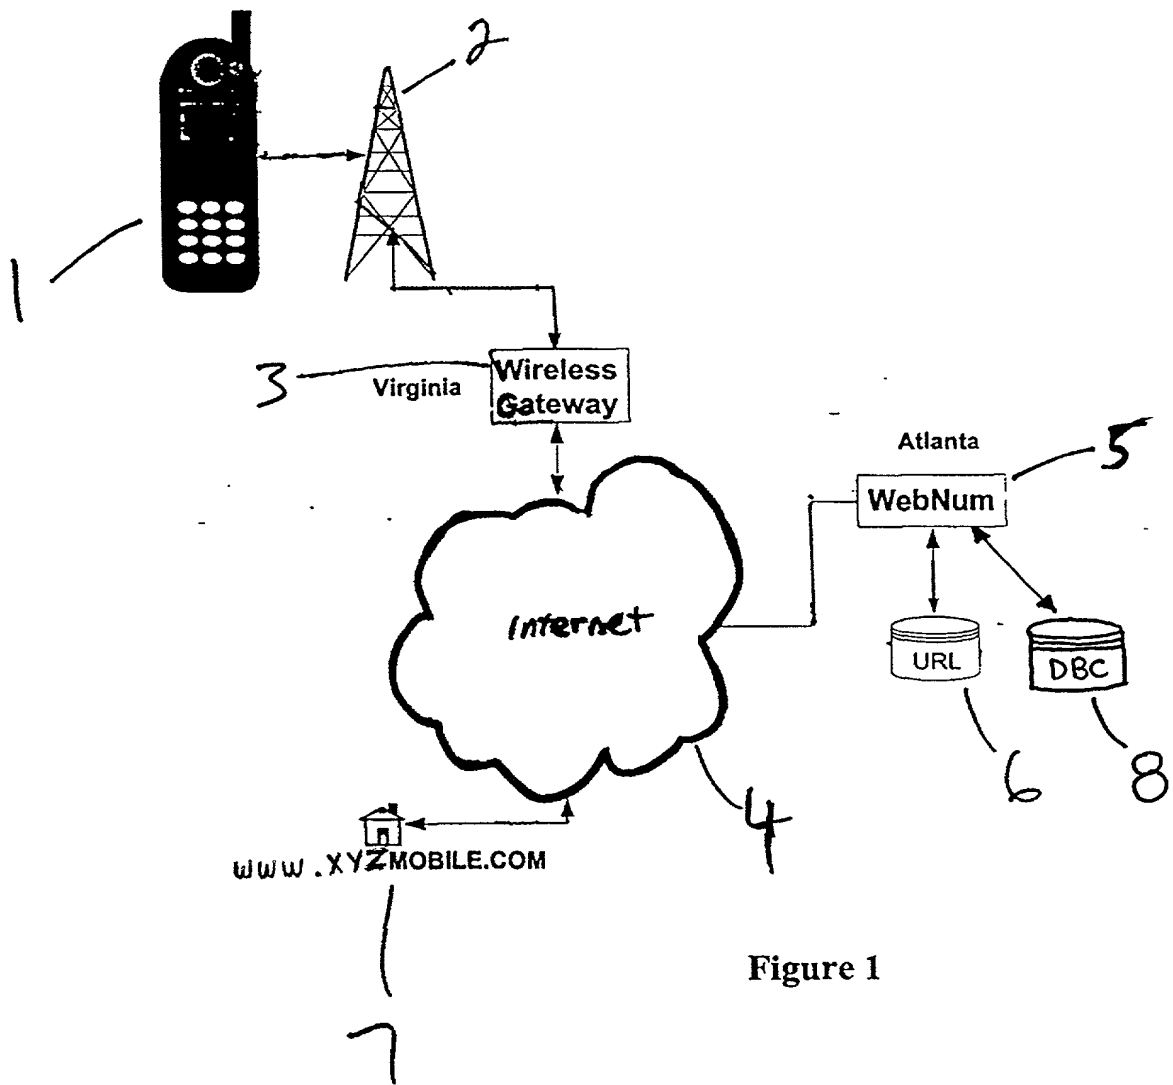 2
1
3
Virginia
Wireless
Gateway
Atlanta
5
WebNum
Internet
URL
DBC
6
8
4
www.XYZMOBILE.COM
7
Figure 1